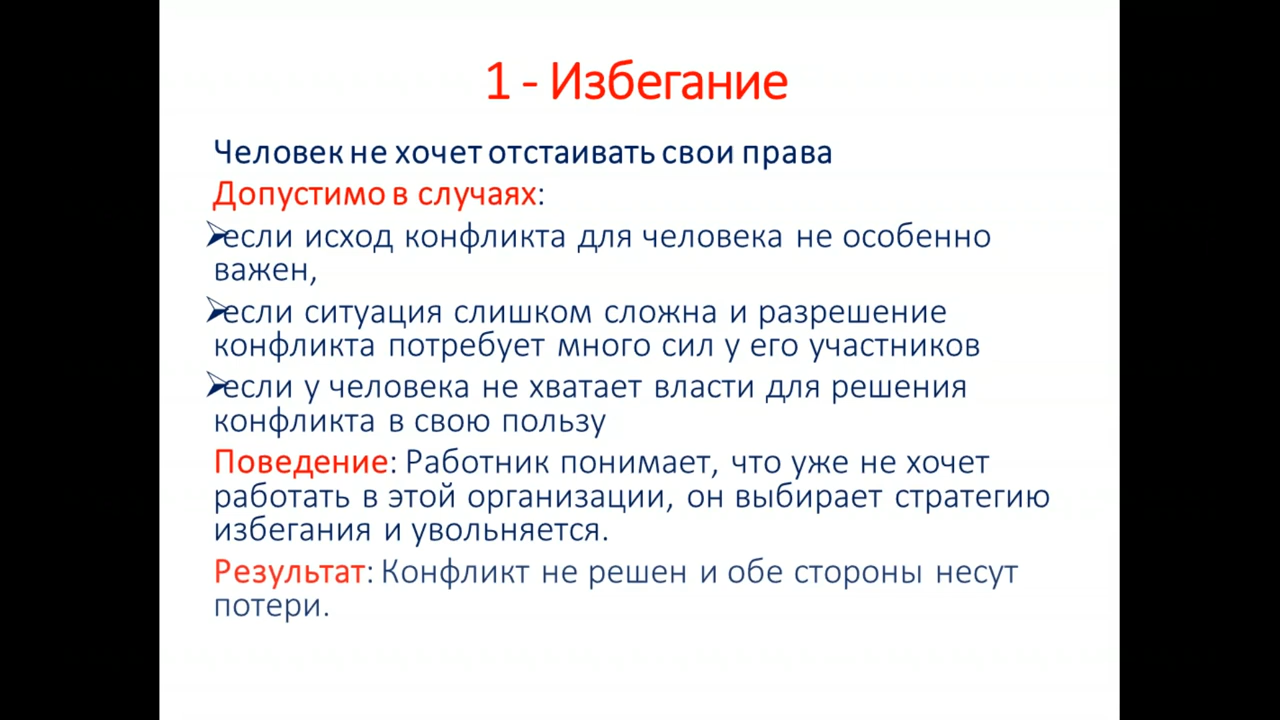 1 - Избегание
Человек не хочет отстаивать свои права
Допустимо в случаях:
если исход конфликта для человека не особенно
важен,
если ситуация слишком сложна и разрешение
конфликта потребует много сил у его участников
если у человека не хватает власти для решения
конфликта в свою пользу
Поведение: Работник понимает, что уже не хочет
работать в этой организации, он выбирает стратегию
избегания и увольняется.
Результат: Конфликт не решен и обе стороны несут
потери.